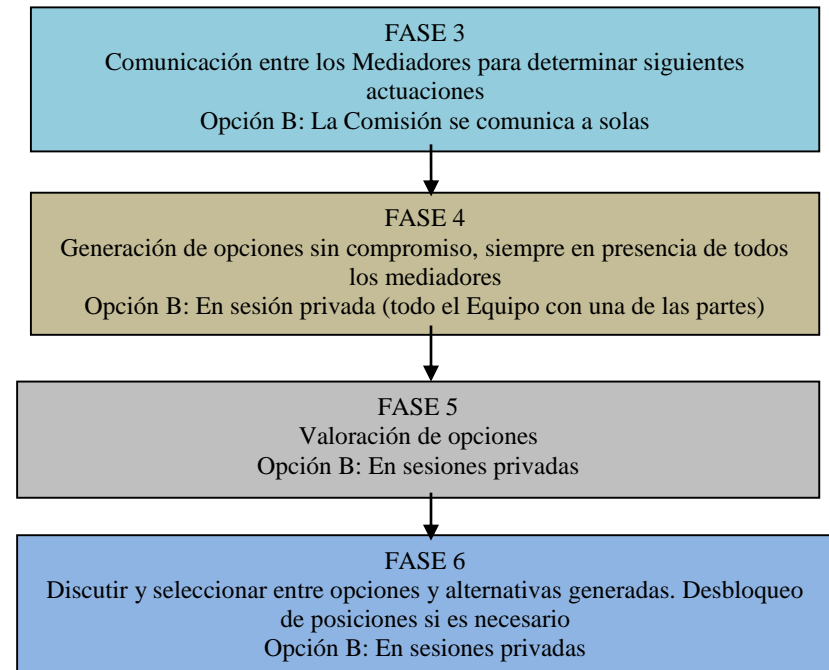 FASE 3
Comunicación entre los Mediadores para determinar siguientes
actuaciones
Opción B: La Comisión se comunica a solas
FASE 4
Generación de opciones sin compromiso, siempre en presencia de todos
los mediadores
Opción B: En sesión privada (todo el Equipo con una de las partes)
FASE 5
Valoración de opciones
Opción B: En sesiones privadas
FASE 6
Discutir y seleccionar entre opciones y alternativas generadas. Desbloqueo
de posiciones si es necesario
Opción B: En sesiones privadas